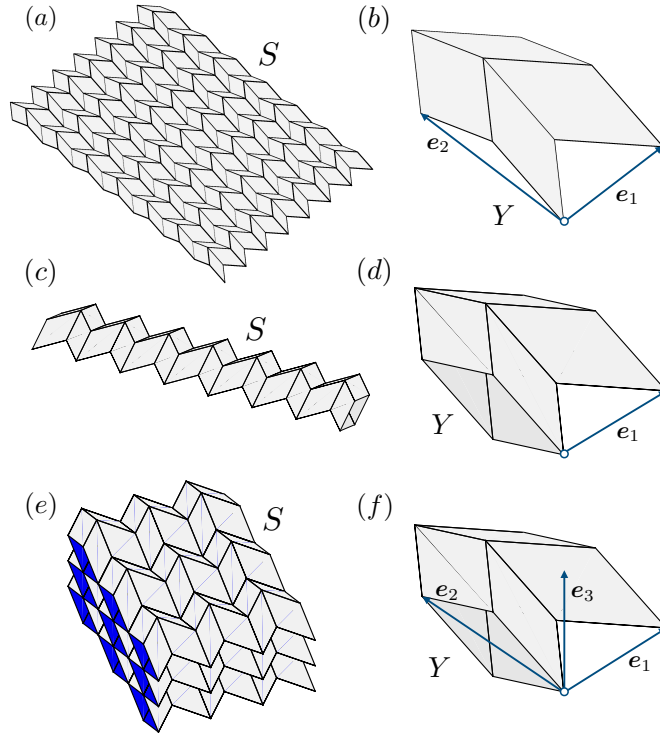 (a) S (b)
e₂ Y e₁
(c) S (d)
Y e₁
(e) S (f)
e₂ e₃
Y e₁